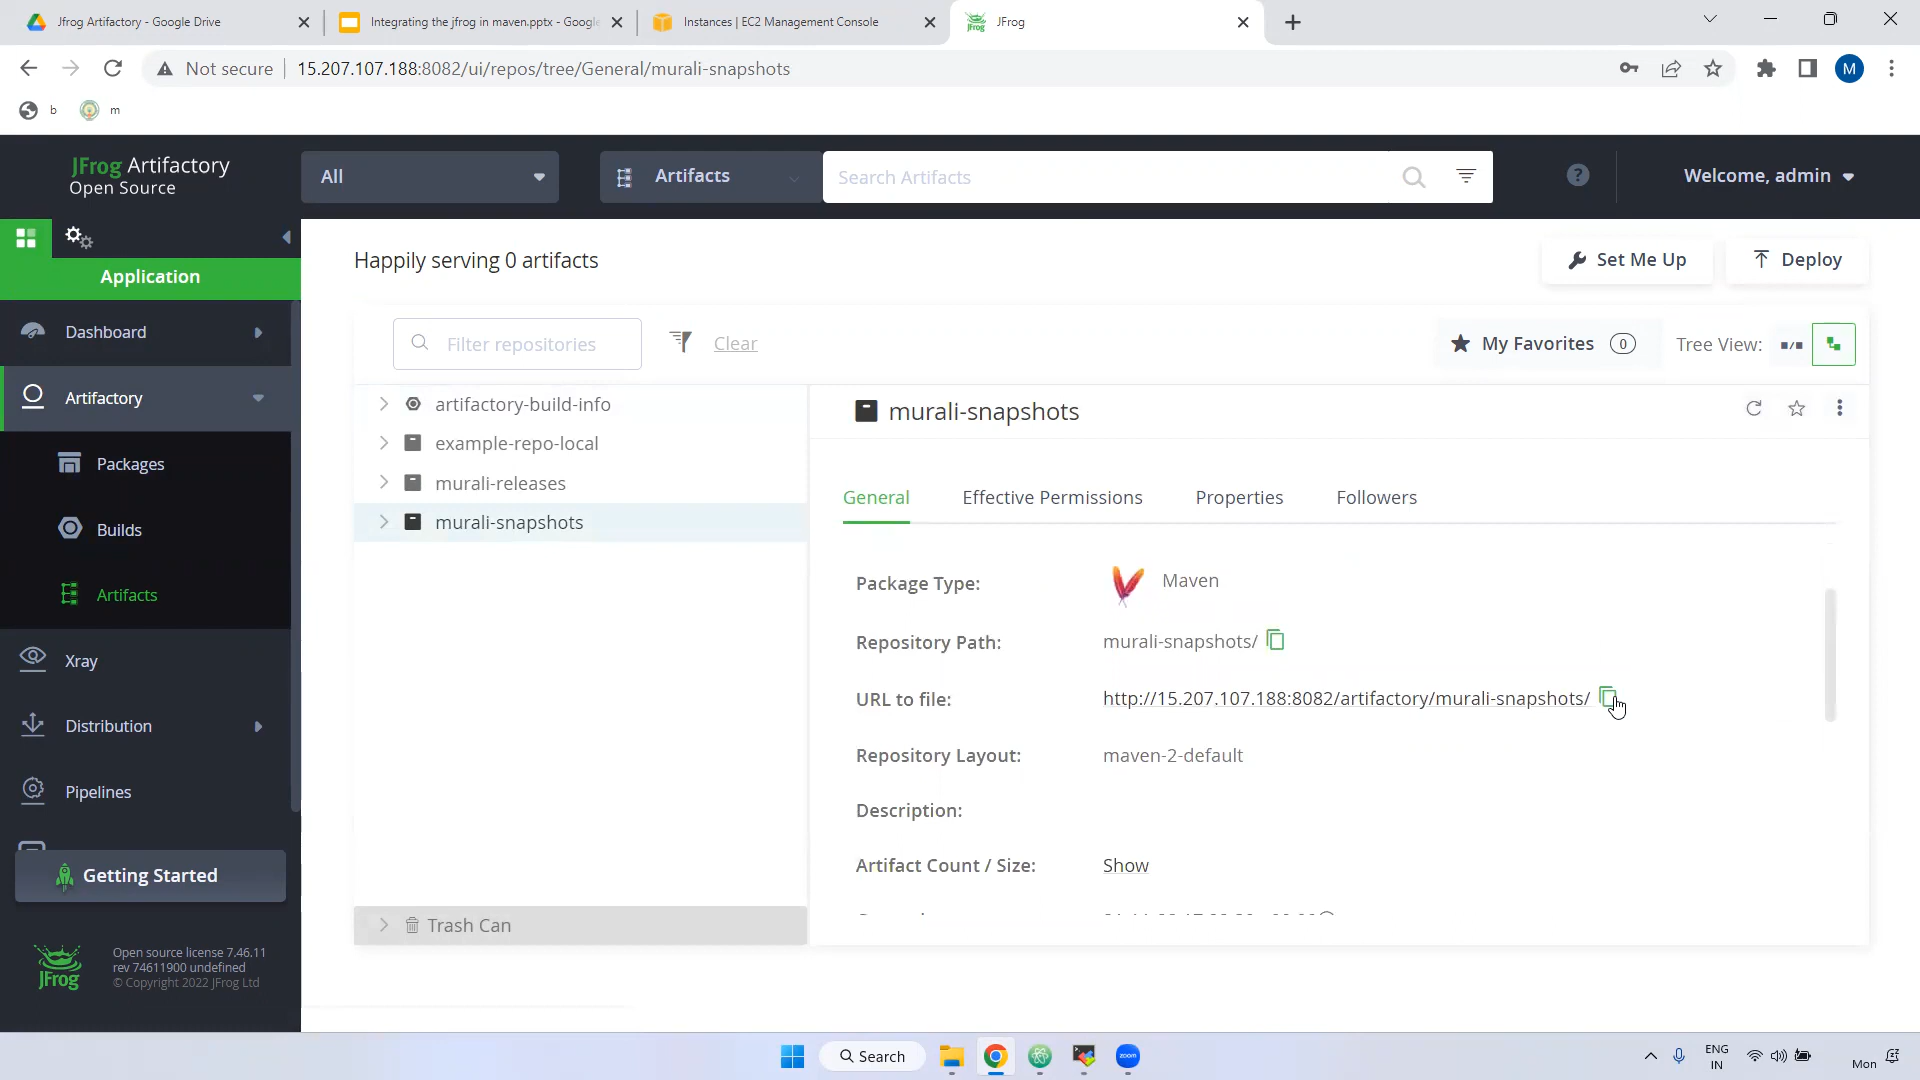 Jfrog Artifactory - Google Drive
Integrating the jfrog in maven.pptx - Google
Instances | EC2 Management Console
JFrog
Not secure
15.207.107.188:8082/ui/repos/tree/General/murali-snapshots
M
b
m
JFrog Artifactory
Open Source
All
Artifacts
Search Artifacts
?
Welcome, admin
Application
Happily serving 0 artifacts
Set Me Up
Deploy
Dashboard
Filter repositories
Clear
My Favorites
0
Tree View:
Artifactory
artifactory-build-info
murali-snapshots
example-repo-local
Packages
murali-releases
General
Effective Permissions
Properties
Followers
Builds
murali-snapshots
Artifacts
Package Type:
Maven
Repository Path:
murali-snapshots/
Xray
URL to file:
http://15.207.107.188:8082/artifactory/murali-snapshots/
Distribution
Repository Layout:
maven-2-default
Pipelines
Description:
Artifact Count / Size:
Show
Getting Started
Trash Can
JFrog
Open source license 7.46.11
rev 74611900 undefined
© Copyright 2022 JFrog Ltd
Search
zoom
ENG
IN
Mon